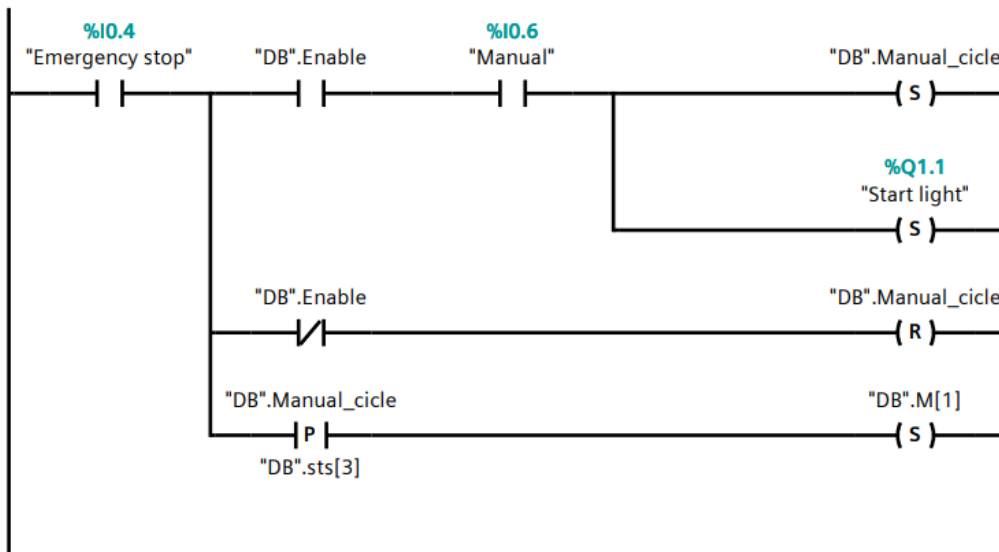 %I0.4
"Emergency stop"
"DB".Enable
%I0.6
"Manual"
"DB".Manual_cicle
S
%Q1.1
"Start light"
S
"DB".Enable
"DB".Manual_cicle
R
"DB".Manual_cicle
P
"DB".sts[3]
"DB".M[1]
S